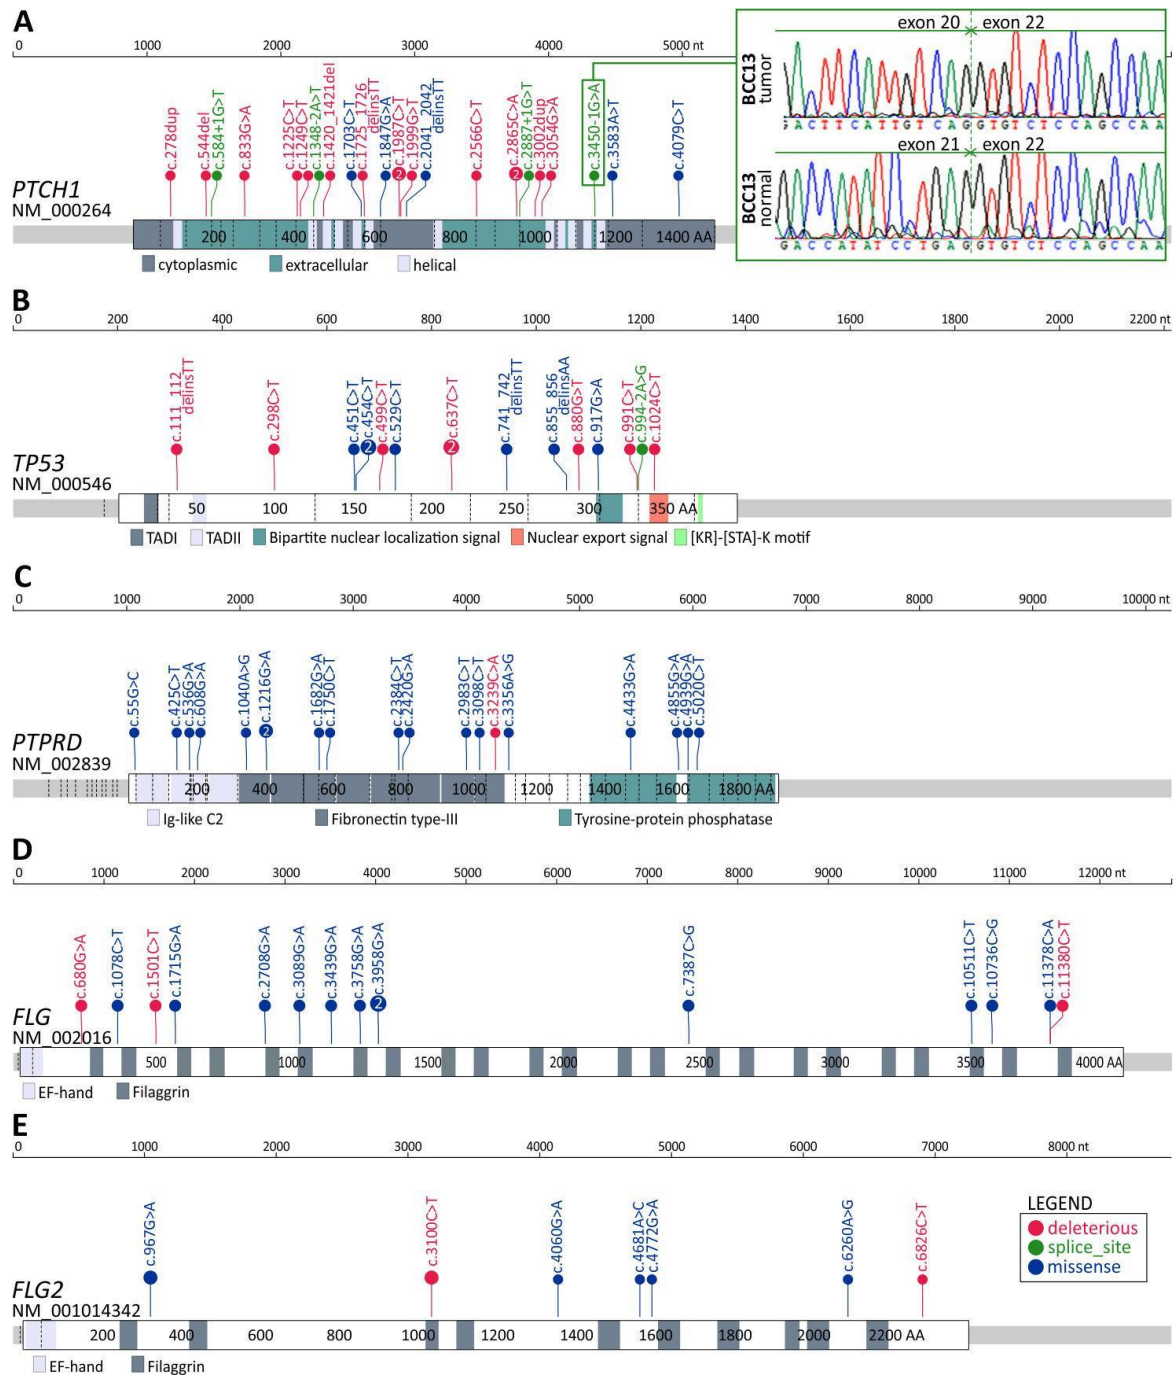 A
0 1000 2000 3000 4000 5000 nt
c.278dup
c.544del
c.584+1G>T
c.833G>A
c.1225C>T
c.1249C>T
c.1348-2A>T
c.1420_1421del
c.1703C>T
c.1725_1726
delinsTT
c.1847G>A
2 c.1987C>T
c.1999G>T
c.2041_2042
delinsTT
c.2566C>T
2 c.2865C>A
c.2887+1G>T
c.3002dup
c.3054G>A
c.3450-1G>A
c.3583A>T
c.4079C>T
PTCH1
NM_000264
200 400 600 800 1000 1200 1400 AA
cytoplasmic extracellular helical
exon 20 exon 22
BCC13
tumor
GACTTCATTGTCAGGTGTCTCCAGCCAA
exon 21 exon 22
BCC13
normal
GACCATATCCTGAGGTGTCTCCAGCCAA
B
0 200 400 600 800 1000 1200 1400 1600 1800 2000 2200 nt
c.111_112
delinsTT
c.298C>T
c.451C>T
2 c.454C>T
c.499C>T
c.529C>T
2 c.637C>T
c.741_742
delinsTT
c.855_856
delinsAA
c.880G>T
c.917G>A
c.991C>T
c.994-2A>G
c.1024C>T
TP53
NM_000546
50 100 150 200 250 300 350 AA
TADI TADII Bipartite nuclear localization signal Nuclear export signal [KR]-[STA]-K motif
C
0 1000 2000 3000 4000 5000 6000 7000 8000 9000 10000 nt
c.55G>C
c.425C>T
c.536G>A
c.608G>A
c.1040A>G
2 c.1216G>A
c.1682G>A
c.1750C>T
c.2384C>T
c.2420G>A
c.2983C>T
c.3098C>T
c.3239C>A
c.3356A>G
c.4433G>A
c.4855G>A
c.4939G>A
c.5020C>T
PTPRD
NM_002839
200 400 600 800 1000 1200 1400 1600 1800 AA
Ig-like C2 Fibronectin type-III Tyrosine-protein phosphatase
D
0 1000 2000 3000 4000 5000 6000 7000 8000 9000 10000 11000 12000 nt
c.680G>A
c.1078C>T
c.1501C>T
c.1715G>A
c.2708G>A
c.3089G>A
c.3439G>A
c.3758G>A
2 c.3958G>A
c.7387C>G
c.10511C>T
c.10736C>G
c.11378C>A
c.11380C>T
FLG
NM_002016
500 1000 1500 2000 2500 3000 3500 4000 AA
EF-hand Filaggrin
E
0 1000 2000 3000 4000 5000 6000 7000 8000 nt
c.967G>A
c.3100C>T
c.4060G>A
c.4681A>C
c.4772G>A
c.6260A>G
c.6826C>T
LEGEND
deleterious
splice_site
missense
FLG2
NM_001014342
200 400 600 800 1000 1200 1400 1600 1800 2000 2200 AA
EF-hand Filaggrin